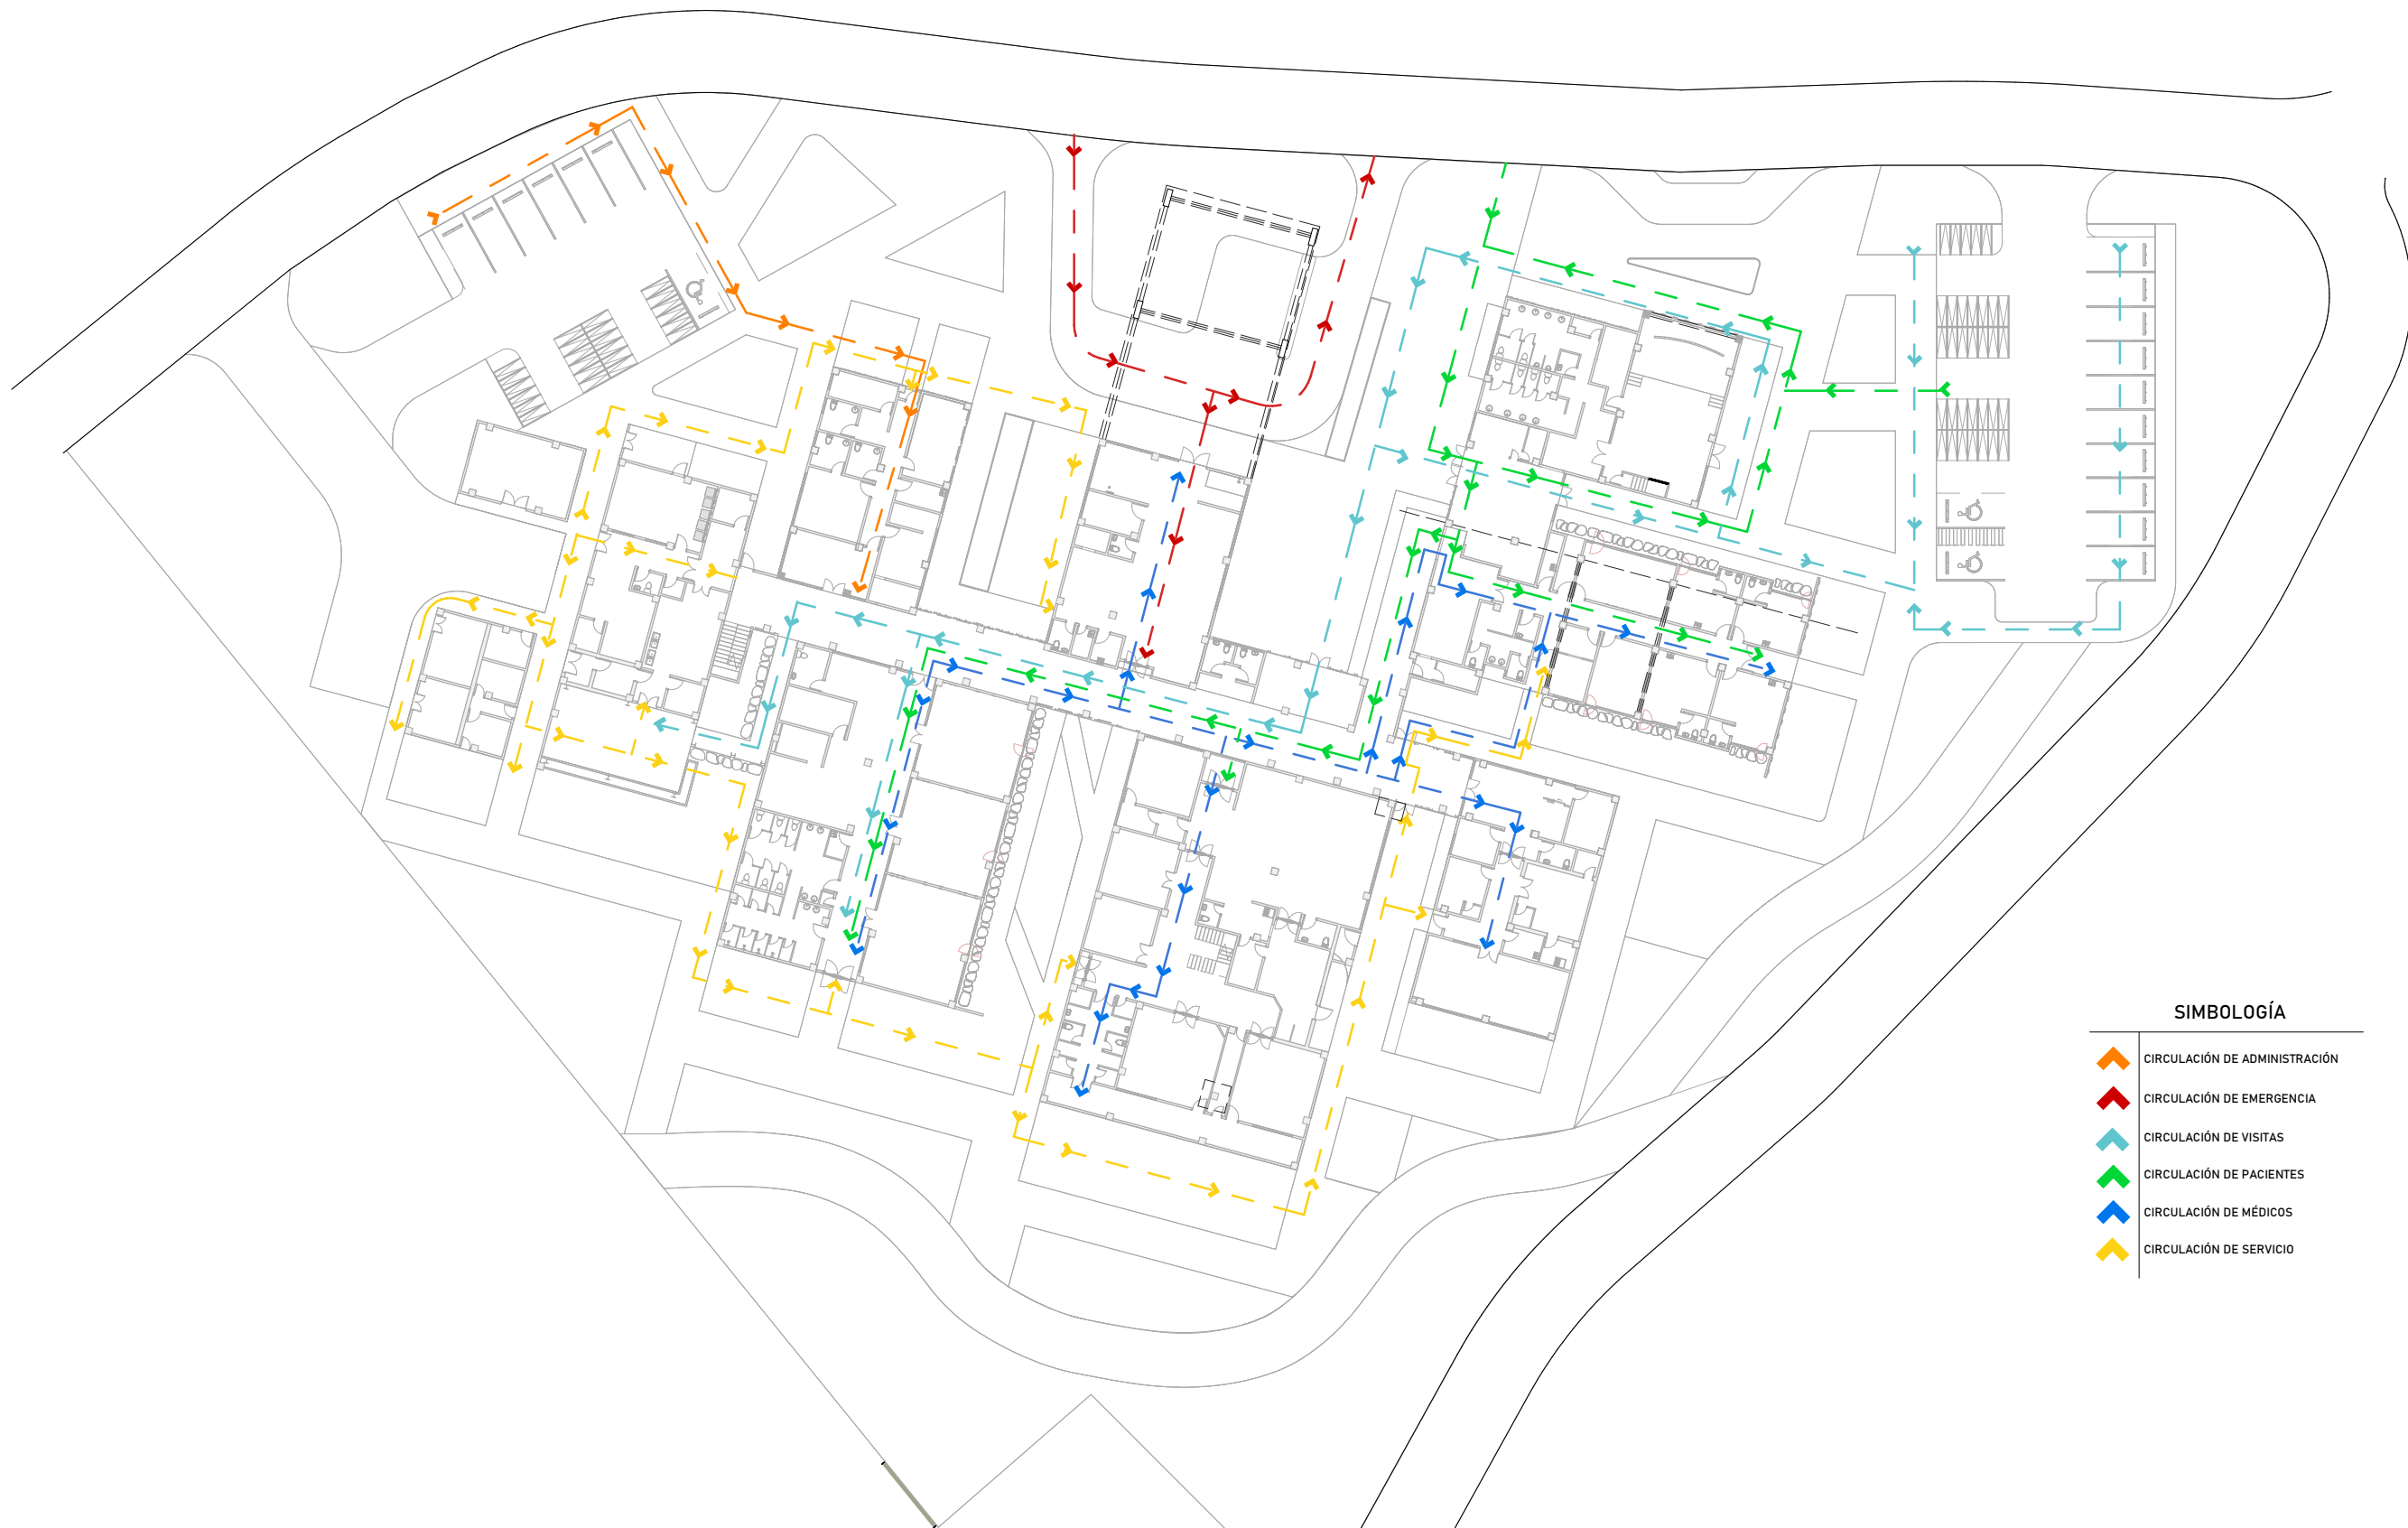 SIMBOLOGÍA
CIRCULACIÓN DE ADMINISTRACIÓN
CIRCULACIÓN DE EMERGENCIA
CIRCULACIÓN DE VISITAS
CIRCULACIÓN DE PACIENTES
CIRCULACIÓN DE MÉDICOS
CIRCULACIÓN DE SERVICIO